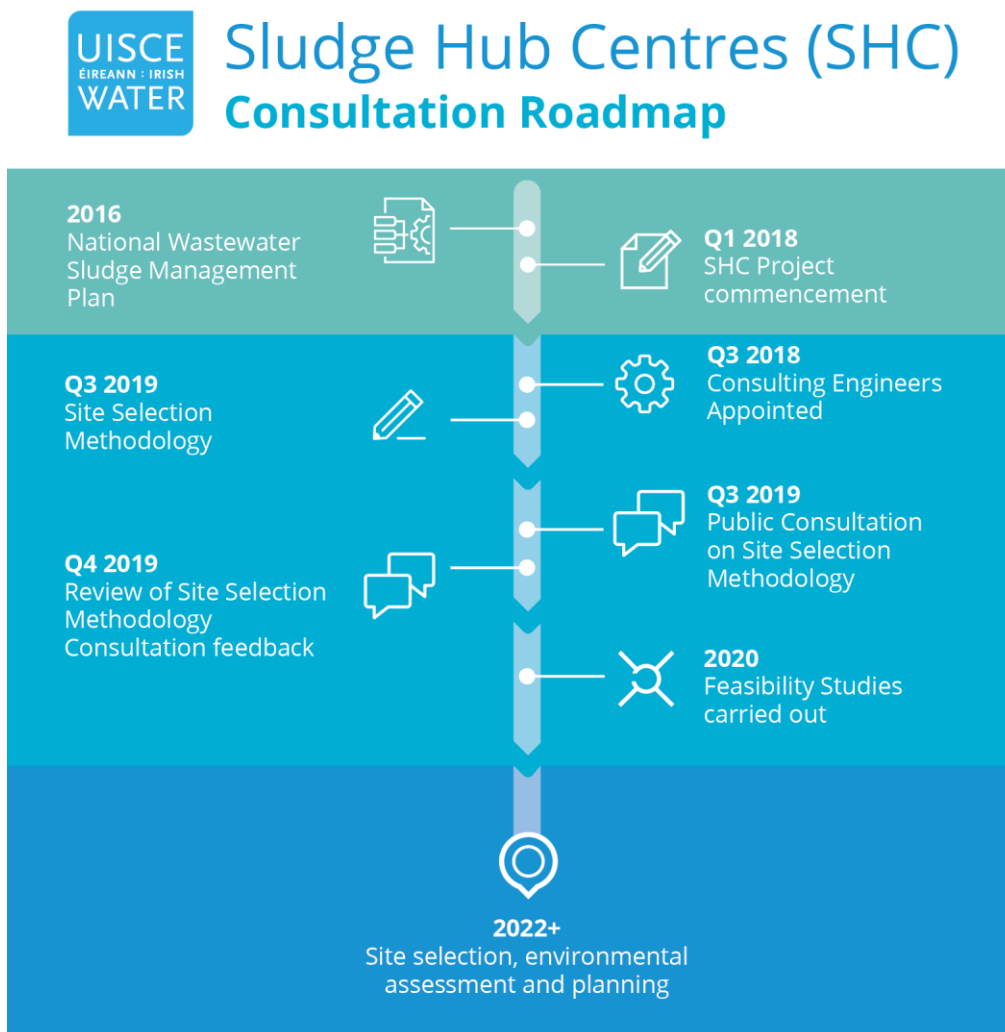 UISCE
ÉIREANN : IRISH
WATER
Sludge Hub Centres (SHC)
Consultation Roadmap
2016
National Wastewater
Sludge Management
Plan
Q1 2018
SHC Project
commencement
Q3 2018
Consulting Engineers
Appointed
Q3 2019
Site Selection
Methodology
Q3 2019
Public Consultation
on Site Selection
Methodology
Q4 2019
Review of Site Selection
Methodology
Consultation feedback
2020
Feasibility Studies
carried out
2022+
Site selection, environmental
assessment and planning